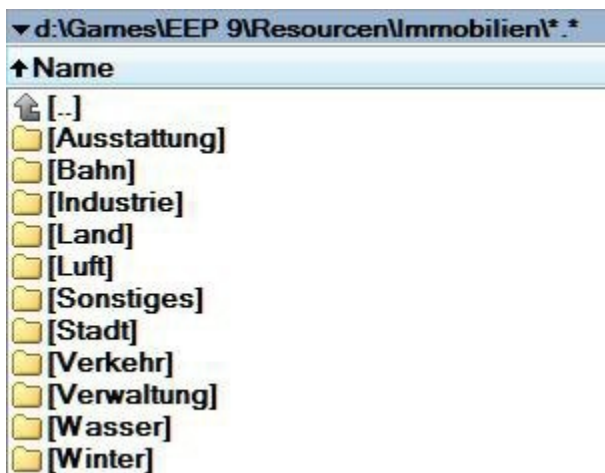 d:\Games\EEP 9\Resourcen\Immobilien\*.*
Name
[..]
[Ausstattung]
[Bahn]
[Industrie]
[Land]
[Luft]
[Sonstiges]
[Stadt]
[Verkehr]
[Verwaltung]
[Wasser]
[Winter]